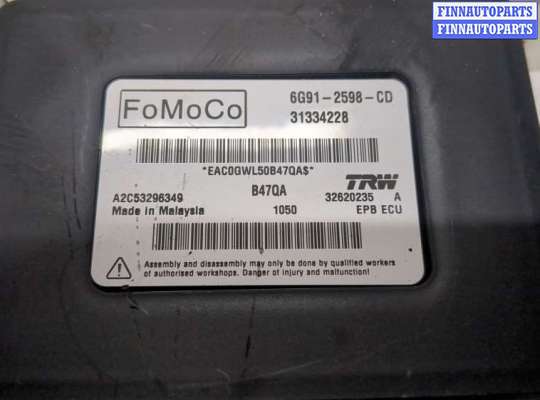 FINNAUTOPARTS
FINNAUTOPARTS
FoMoCo
6G91-2598-CD
31334228
*EAC0GWL50B47QA$*
A2C53296349
B47QA
TRW
32620235 A
Made in Malaysia
1050
EPB ECU
Assembly and disassembly may only be done by qualified workers
of authorised workshops. Danger of injury and malfunction!